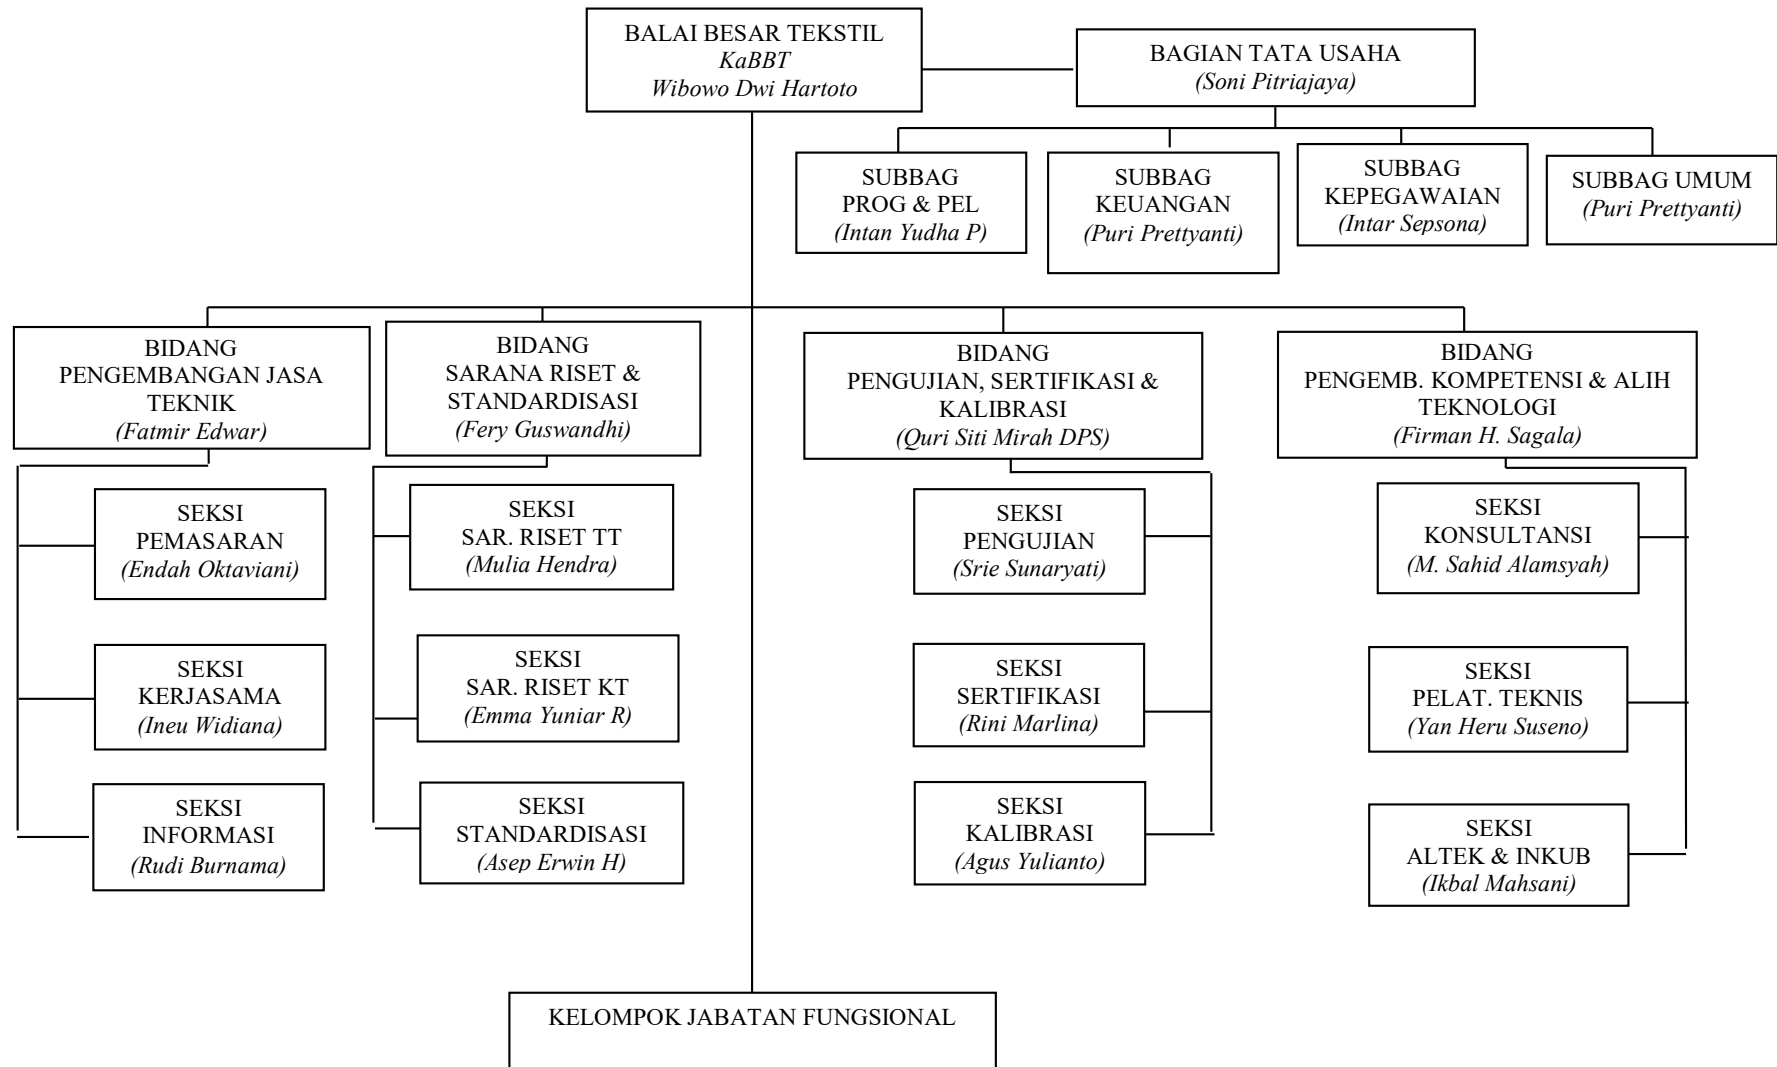 BALAI BESAR TEKSTIL
KaBBT
Wibowo Dwi Hartoto
BAGIAN TATA USAHA
(Soni Pitriajaya)
SUBBAG
PROG & PEL
(Intan Yudha P)
SUBBAG
KEUANGAN
(Puri Prettyanti)
SUBBAG
KEPEGAWAIAN
(Intar Sepsona)
SUBBAG UMUM
(Puri Prettyanti)
BIDANG
PENGEMBANGAN JASA
TEKNIK
(Fatmir Edwar)
BIDANG
SARANA RISET &
STANDARDISASI
(Fery Guswandhi)
BIDANG
PENGUJIAN, SERTIFIKASI &
KALIBRASI
(Quri Siti Mirah DPS)
BIDANG
PENGEMB. KOMPETENSI & ALIH
TEKNOLOGI
(Firman H. Sagala)
SEKSI
PEMASARAN
(Endah Oktaviani)
SEKSI
SAR. RISET TT
(Mulia Hendra)
SEKSI
PENGUJIAN
(Srie Sunaryati)
SEKSI
KONSULTANSI
(M. Sahid Alamsyah)
SEKSI
KERJASAMA
(Ineu Widiana)
SEKSI
SAR. RISET KT
(Emma Yuniar R)
SEKSI
SERTIFIKASI
(Rini Marlina)
SEKSI
PELAT. TEKNIS
(Yan Heru Suseno)
SEKSI
INFORMASI
(Rudi Burnama)
SEKSI
STANDARDISASI
(Asep Erwin H)
SEKSI
KALIBRASI
(Agus Yulianto)
SEKSI
ALTEK & INKUB
(Ikbal Mahsani)
KELOMPOK JABATAN FUNGSIONAL